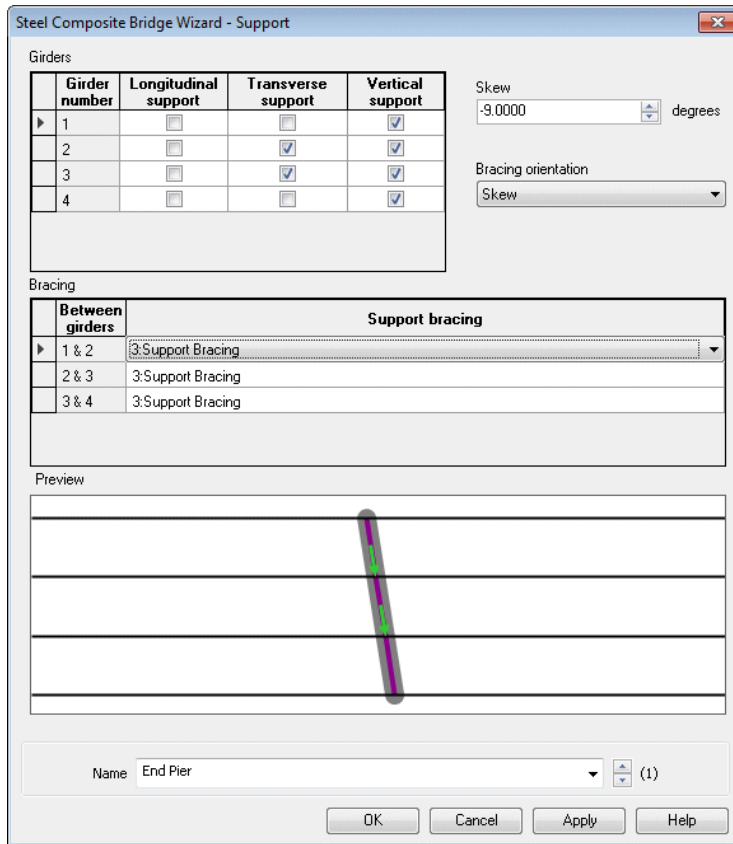 Steel Composite Bridge Wizard - Support
Girders
Girder number Longitudinal support Transverse support Vertical support
1
2
3
4
Skew
-9.0000 degrees
Bracing orientation
Skew
Bracing
Between girders Support bracing
1 & 2 3:Support Bracing
2 & 3 3:Support Bracing
3 & 4 3:Support Bracing
Preview
Name End Pier (1)
OK Cancel Apply Help